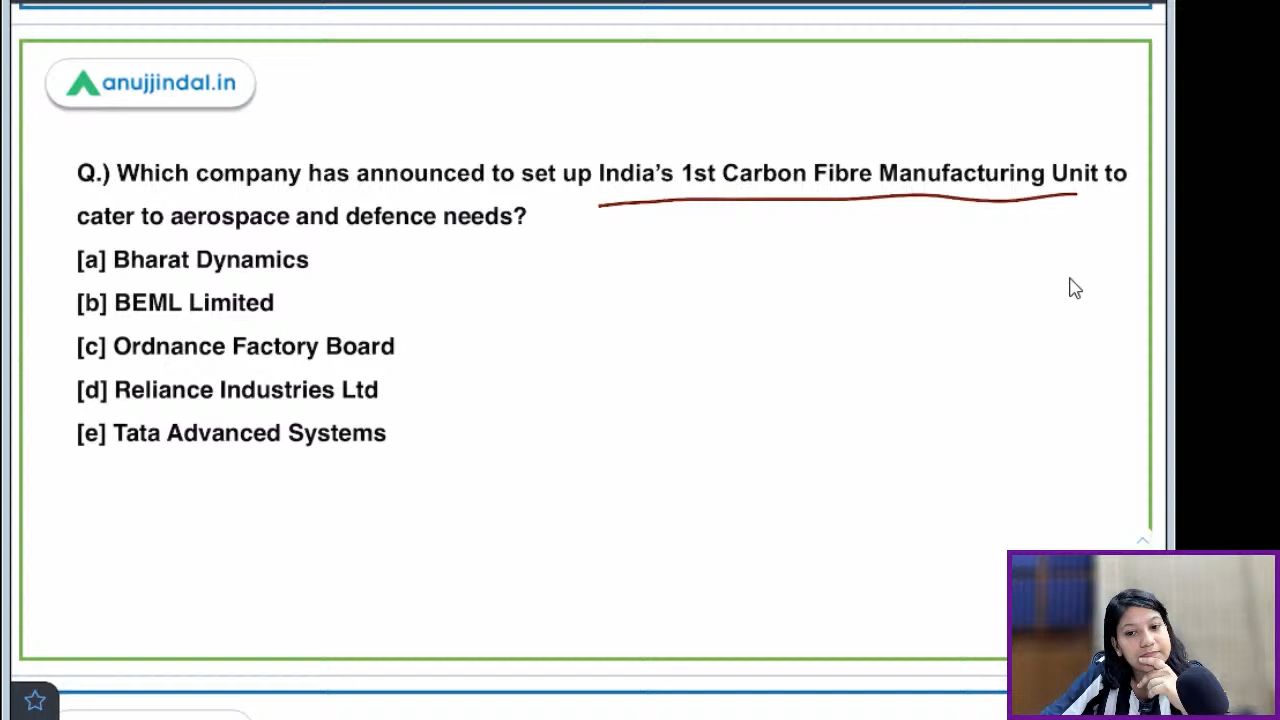 anujjindal.in
Q.) Which company has announced to set up India's 1st Carbon Fibre Manufacturing Unit to
cater to aerospace and defence needs?
[a] Bharat Dynamics
[b] BEML Limited
[c] Ordnance Factory Board
[d] Reliance Industries Ltd
[e] Tata Advanced Systems